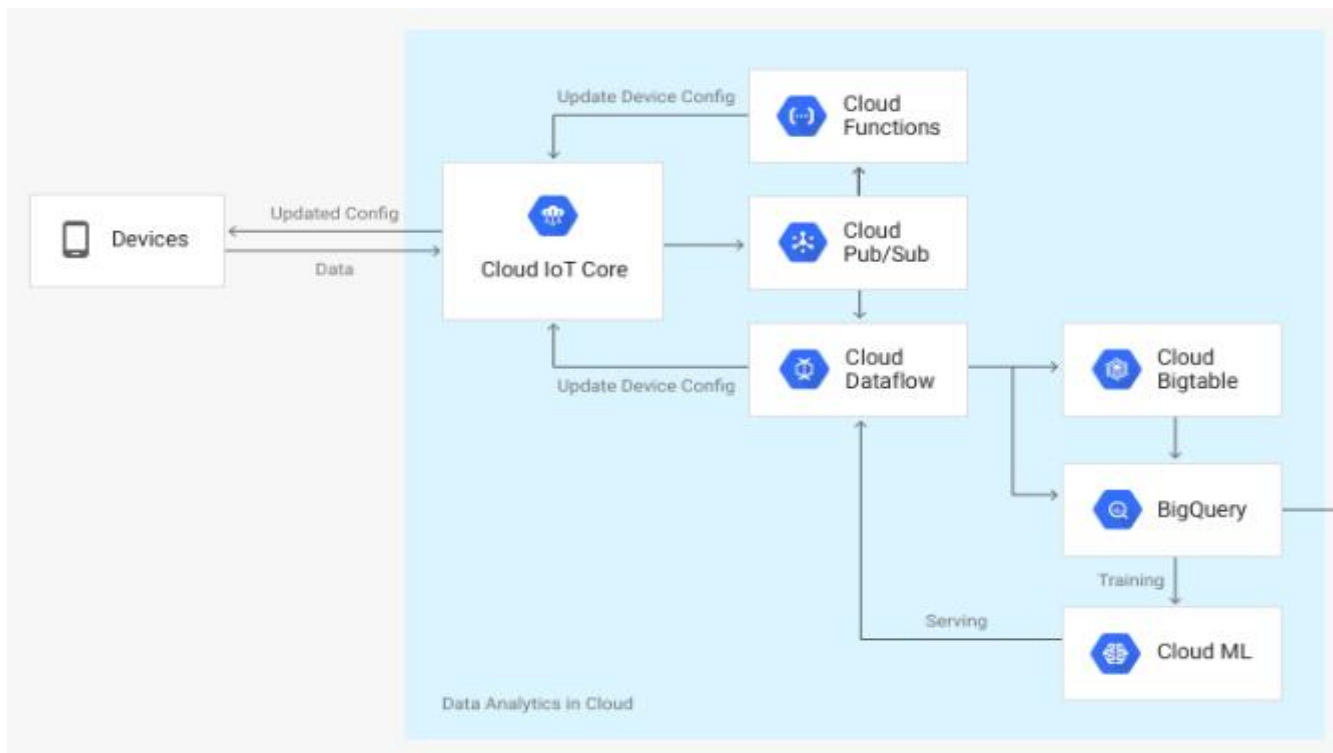 Update Device Config
Cloud
Functions
Updated Config
Devices
Data
Cloud IoT Core
Cloud
Pub/Sub
Cloud
Dataflow
Update Device Config
Cloud
Bigtable
BigQuery
Training
Serving
Cloud ML
Data Analytics in Cloud